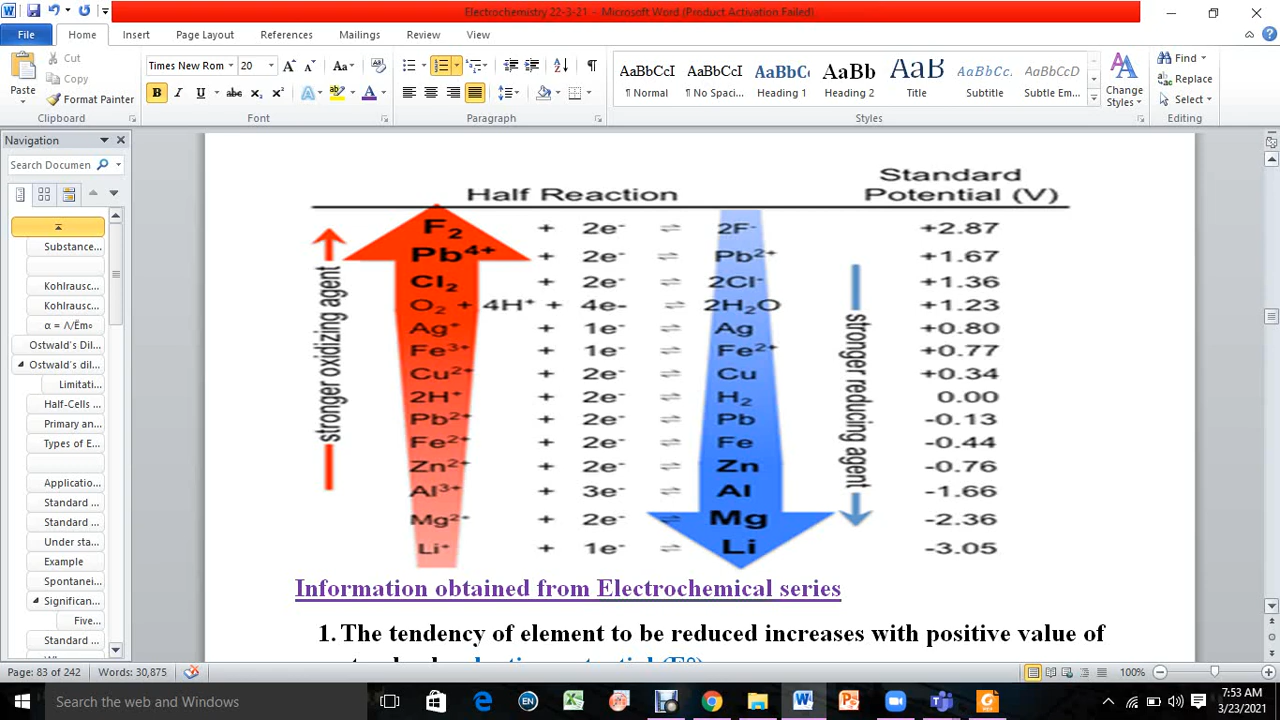 Electrochemistry 22-3-21 - Microsoft Word (Product Activation Failed)
File Home Insert Page Layout References Mailings Review View
Paste
Cut
Copy
Format Painter
Clipboard
Times New Rom 20
Font
Paragraph
AaBbCcI AaBbCcI AaBbC AaBb AaB AaBbCcI AaBbCcD
¶ Normal ¶ No Spaci... Heading 1 Heading 2 Title Subtitle Subtle Em...
Change Styles
Styles
Find
Replace
Select
Editing
Navigation
Search Documen
Substance...
Kohlrausc...
Kohlrausc...
Ostwald's Dil...
Ostwald's dil...
Limitati...
Half-Cells ...
Primary an...
Types of E...
Applicatio...
Standard ...
Standard ...
Under sta...
Example
Spontanei...
Significan...
Five...
Standard ...
Half Reaction Standard Potential (V)
stronger oxidizing agent
F₂ + 2e⁻ ⇌ 2F⁻ +2.87
Pb⁴⁺ + 2e⁻ ⇌ Pb²⁺ +1.67
Cl₂ + 2e⁻ ⇌ 2Cl⁻ +1.36
O₂ + 4H⁺ + 4e- ⇌ 2H₂O +1.23
Ag⁺ + 1e⁻ ⇌ Ag +0.80
Fe³⁺ + 1e⁻ ⇌ Fe²⁺ +0.77
Cu²⁺ + 2e⁻ ⇌ Cu +0.34
2H⁺ + 2e⁻ ⇌ H₂ 0.00
Pb²⁺ + 2e⁻ ⇌ Pb -0.13
Fe²⁺ + 2e⁻ ⇌ Fe -0.44
Zn²⁺ + 2e⁻ ⇌ Zn -0.76
Al³⁺ + 3e⁻ ⇌ Al -1.66
Mg²⁺ + 2e⁻ ⇌ Mg -2.36
Li⁺ + 1e⁻ ⇌ Li -3.05
stronger reducing agent
Information obtained from Electrochemical series
1. The tendency of element to be reduced increases with positive value of
Page: 83 of 242 Words: 30,875 100%
Search the web and Windows
7:53 AM
3/23/2021